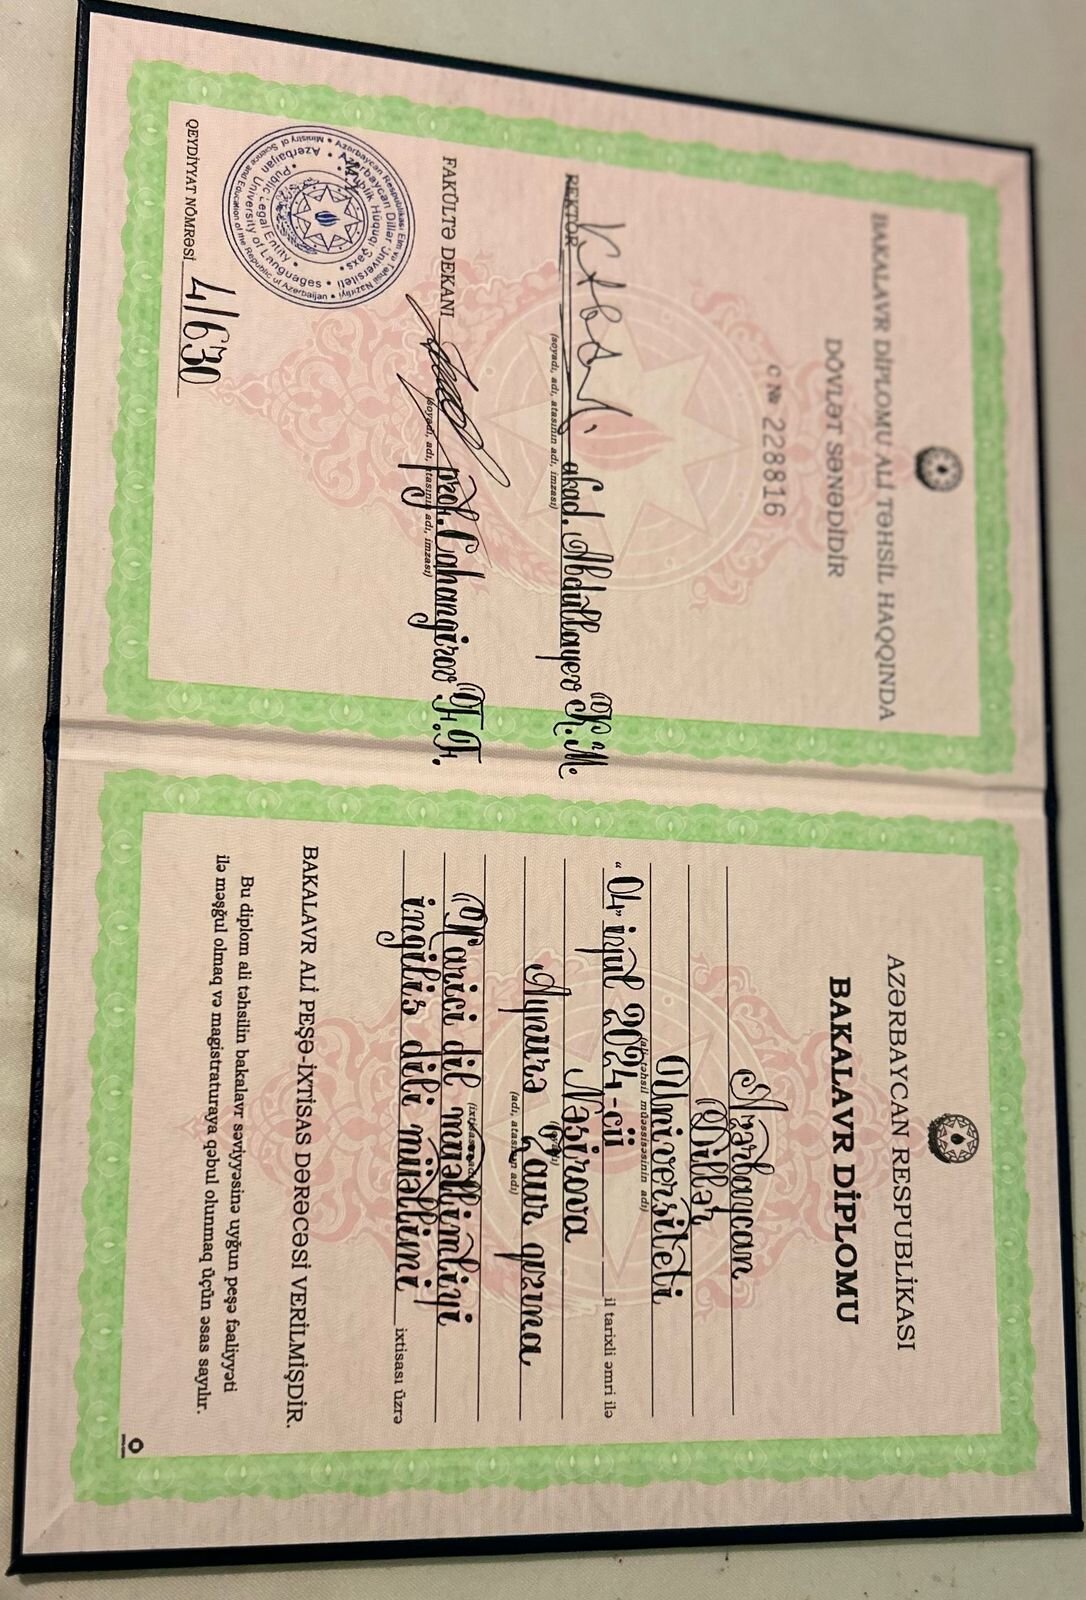 BAKALAVR DİPLOMU ALİ TƏHSİL HAQQINDA
DÖVLƏT SƏNƏDİDİR
C № 228816
REKTOR akad. Abdullayev K.M.
(soyadı, adı, atasının adı, imzası)
FAKÜLTƏ DEKANI prof. Cahangirov F.F.
(soyadı, adı, atasının adı, imzası)
Azərbaycan Respublikası Elm və Təhsil Nazirliyi
Azərbaycan Dillər Universiteti
Publik Hüquqi Şəxs
Public Legal Entity
Azerbaijan University of Languages
Ministry of Science and Education of the Republic of Azerbaijan
QEYDİYYAT NÖMRƏSİ 4/630
AZƏRBAYCAN RESPUBLİKASI
BAKALAVR DİPLOMU
Azərbaycan
Dillər
Universiteti
(ali təhsil müəssisəsinin adı)
"04" iyul 2024-cü il tarixli əmri ilə
Nəsirova
(soyadı)
Aynurə Zaur qızına
(adı, atasının adı)
Xarici dil müəllimliyi
ingilis dili müəllimi ixtisası üzrə
BAKALAVR ALİ PEŞƏ-İXTİSAS DƏRƏCƏSİ VERİLMİŞDİR.
Bu diplom ali təhsilin bakalavr səviyyəsinə uyğun peşə fəaliyyəti
ilə məşğul olmaq və magistraturaya qəbul olunmaq üçün əsas sayılır.